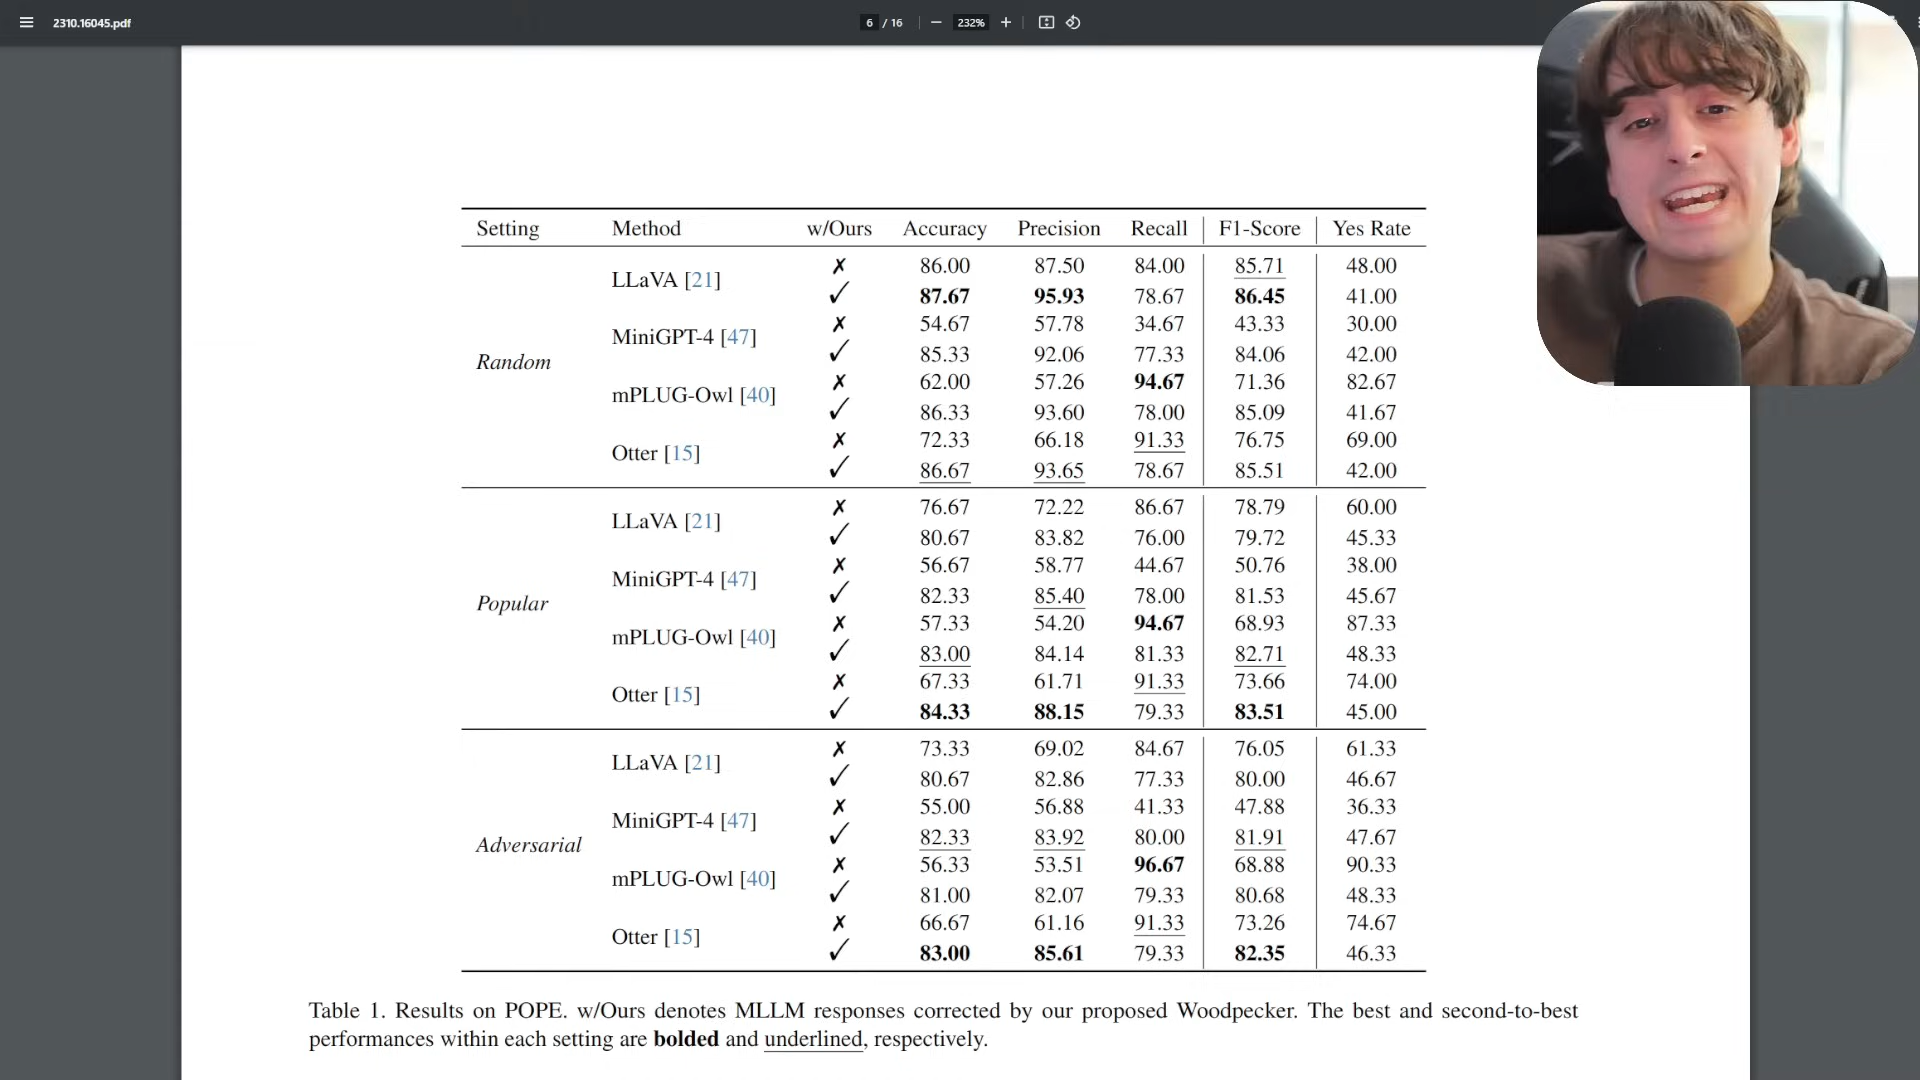 2310.16045.pdf 6 / 16 232%
Setting Method w/Ours Accuracy Precision Recall F1-Score Yes Rate
Random
LLaVA [21]
✗ 86.00 87.50 84.00 85.71 48.00
✓ 87.67 95.93 78.67 86.45 41.00
MiniGPT-4 [47]
✗ 54.67 57.78 34.67 43.33 30.00
✓ 85.33 92.06 77.33 84.06 42.00
mPLUG-Owl [40]
✗ 62.00 57.26 94.67 71.36 82.67
✓ 86.33 93.60 78.00 85.09 41.67
Otter [15]
✗ 72.33 66.18 91.33 76.75 69.00
✓ 86.67 93.65 78.67 85.51 42.00
Popular
LLaVA [21]
✗ 76.67 72.22 86.67 78.79 60.00
✓ 80.67 83.82 76.00 79.72 45.33
MiniGPT-4 [47]
✗ 56.67 58.77 44.67 50.76 38.00
✓ 82.33 85.40 78.00 81.53 45.67
mPLUG-Owl [40]
✗ 57.33 54.20 94.67 68.93 87.33
✓ 83.00 84.14 81.33 82.71 48.33
Otter [15]
✗ 67.33 61.71 91.33 73.66 74.00
✓ 84.33 88.15 79.33 83.51 45.00
Adversarial
LLaVA [21]
✗ 73.33 69.02 84.67 76.05 61.33
✓ 80.67 82.86 77.33 80.00 46.67
MiniGPT-4 [47]
✗ 55.00 56.88 41.33 47.88 36.33
✓ 82.33 83.92 80.00 81.91 47.67
mPLUG-Owl [40]
✗ 56.33 53.51 96.67 68.88 90.33
✓ 81.00 82.07 79.33 80.68 48.33
Otter [15]
✗ 66.67 61.16 91.33 73.26 74.67
✓ 83.00 85.61 79.33 82.35 46.33
Table 1. Results on POPE. w/Ours denotes MLLM responses corrected by our proposed Woodpecker. The best and second-to-best
performances within each setting are bolded and underlined, respectively.